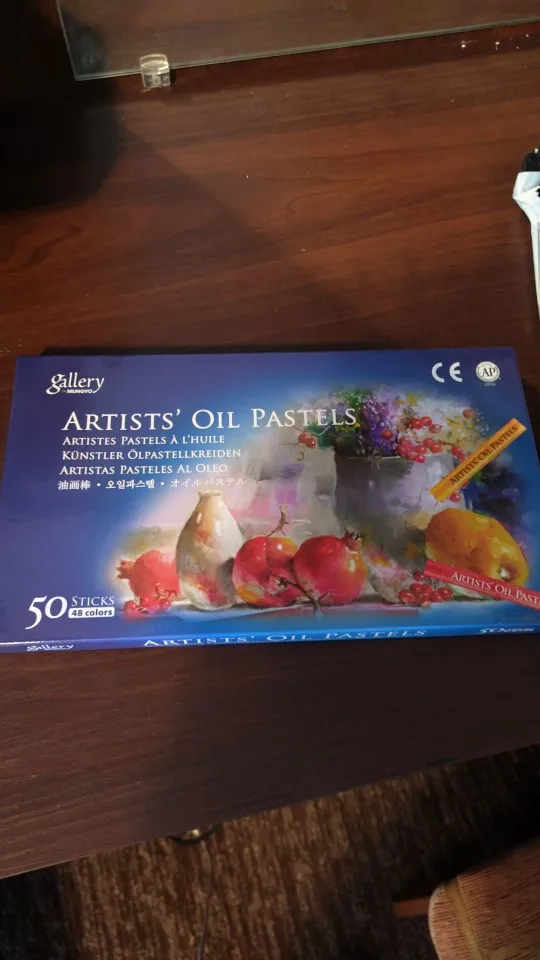 gallery
MUNGYO
CE
AP
ARTISTS' OIL PASTELS
ARTISTES PASTELS À L'HUILE
KÜNSTLER ÖLPASTELLKREIDEN
ARTISTAS PASTELES AL OLEO
油画棒 • 오일파스텔 • オイルパステル
ARTISTS' OIL PASTELS
ARTISTS' OIL
50 STICKS
48 colors
gallery
ARTISTS' OIL PASTELS